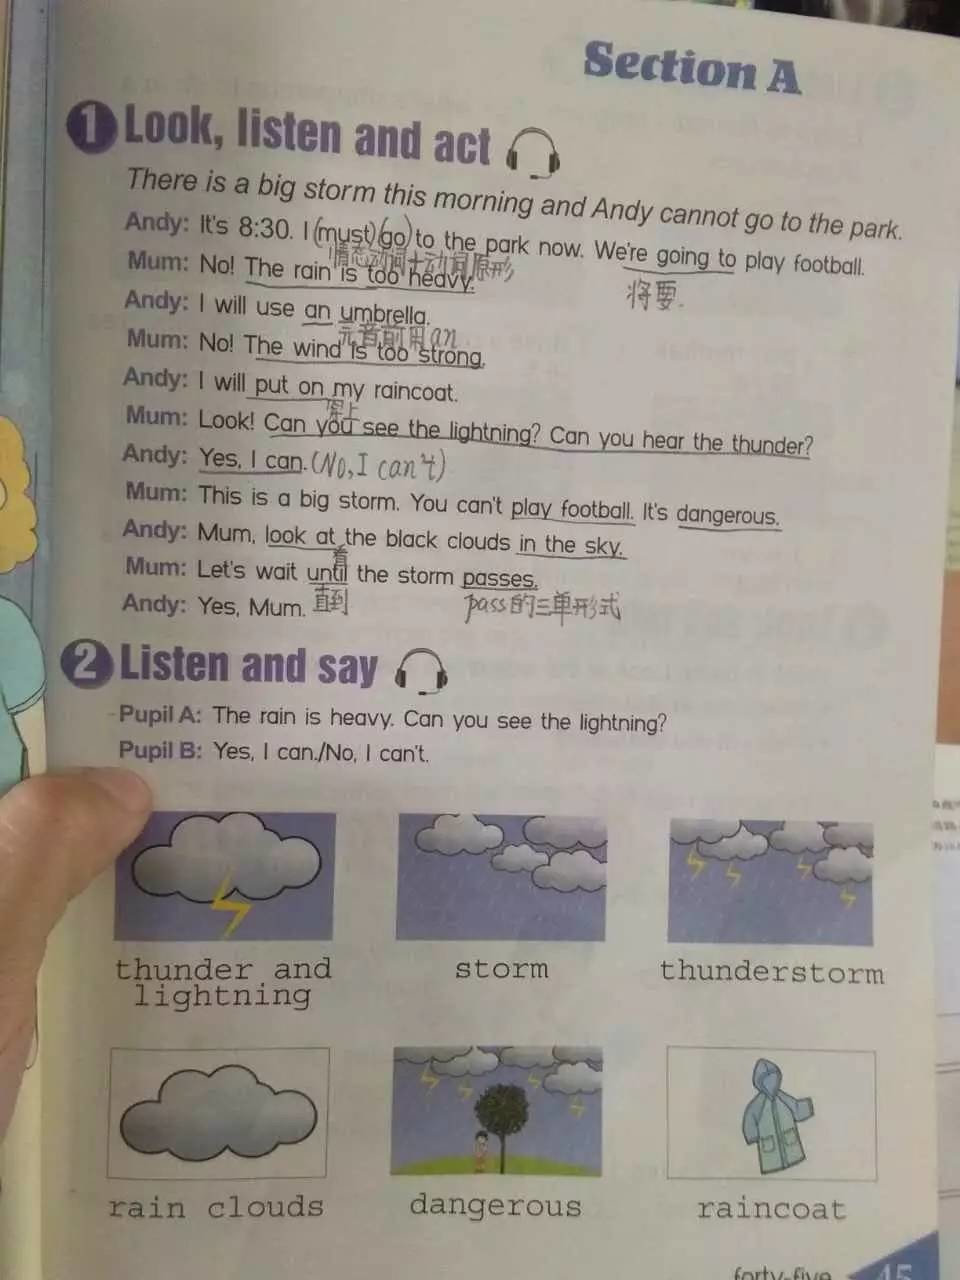 Section A
1 Look, listen and act
There is a big storm this morning and Andy cannot go to the park.
Andy: It's 8:30. I (must) (go) to the park now. We're going to play football.
情态动词+动词原形
将要.
Mum: No! The rain is too heavy.
Andy: I will use an umbrella.
元音前用an
Mum: No! The wind is too strong.
Andy: I will put on my raincoat.
穿上
Mum: Look! Can you see the lightning? Can you hear the thunder?
Andy: Yes, I can. (No, I can't)
Mum: This is a big storm. You can't play football. It's dangerous.
Andy: Mum, look at the black clouds in the sky.
看
Mum: Let's wait until the storm passes.
直到
pass的三单形式
Andy: Yes, Mum.
2 Listen and say
Pupil A: The rain is heavy. Can you see the lightning?
Pupil B: Yes, I can./No, I can't.
thunder and
lightning
storm
thunderstorm
rain clouds
dangerous
raincoat
forty-five
45